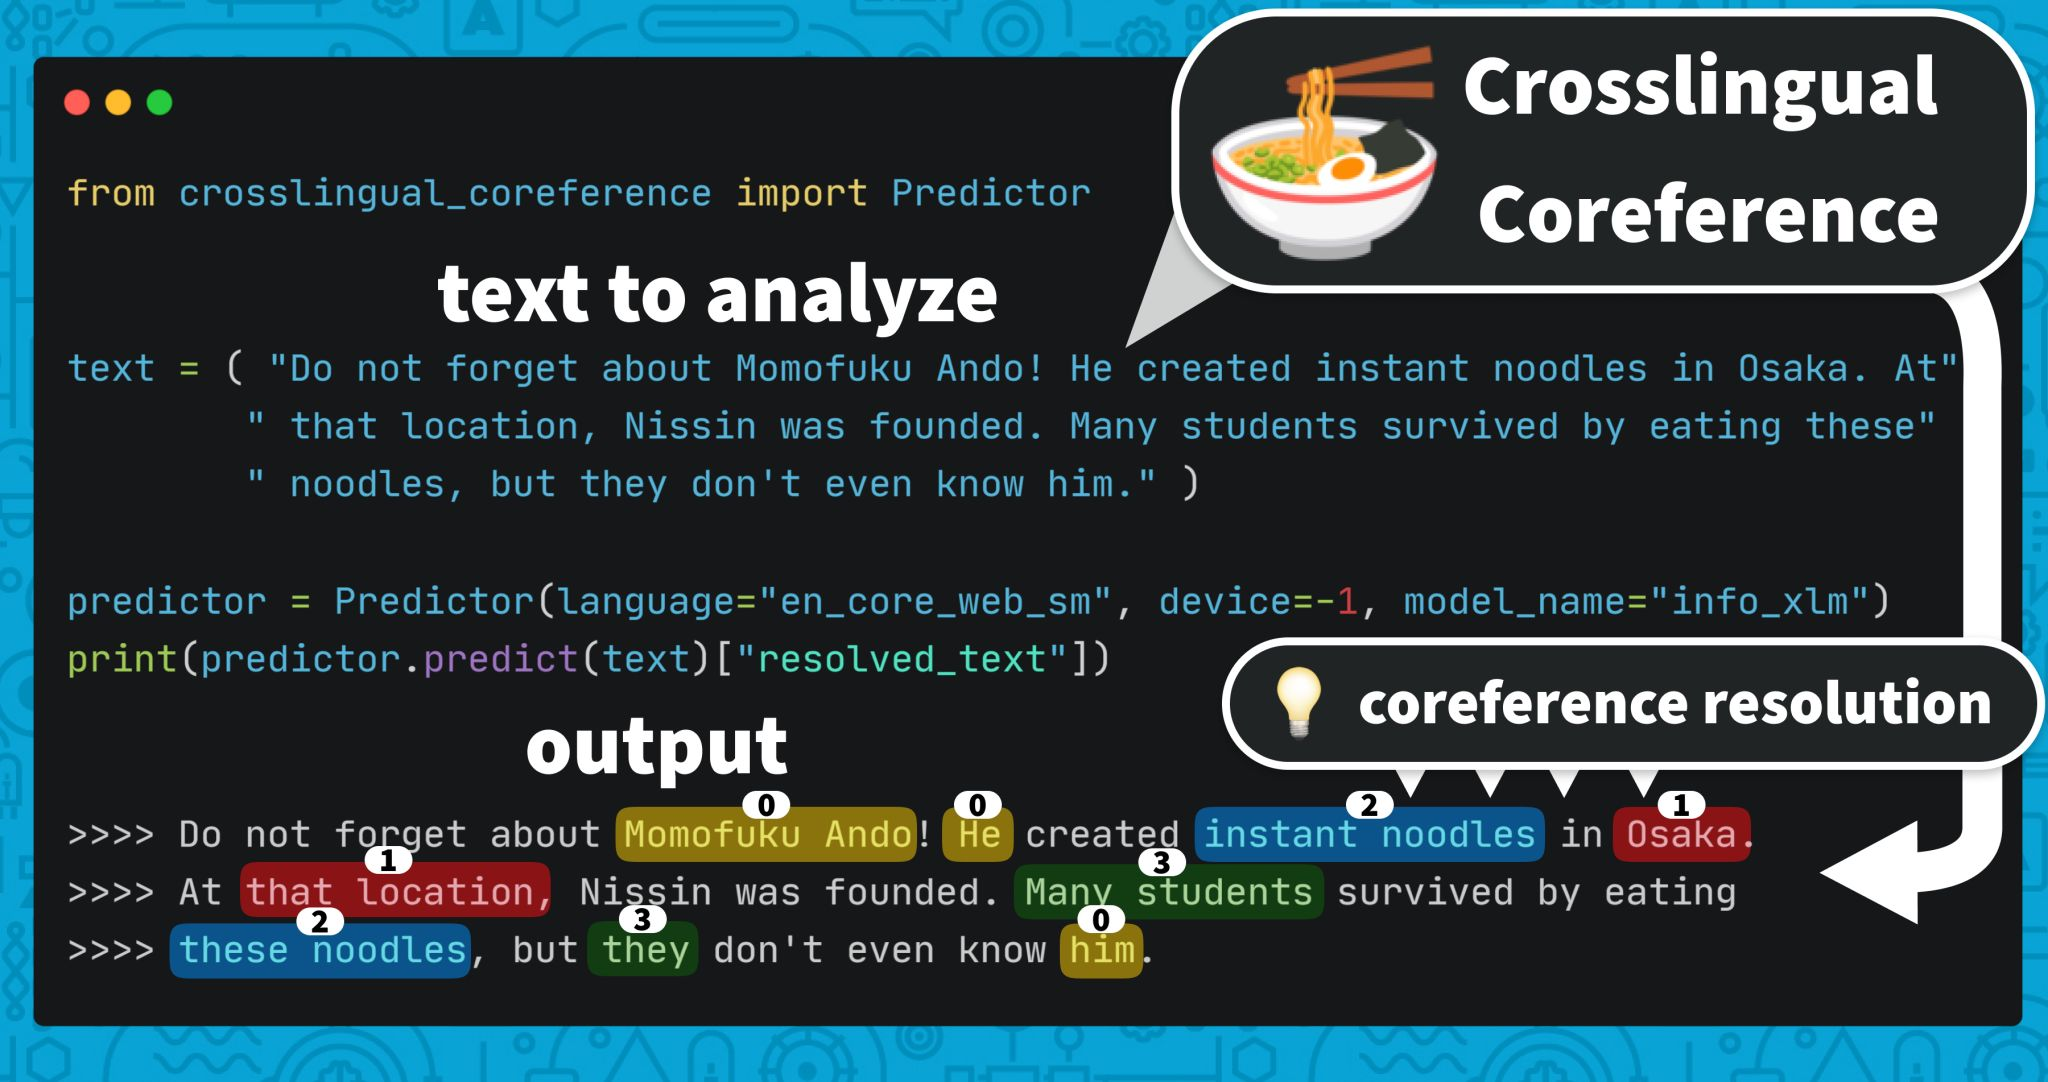 Crosslingual
Coreference
from crosslingual_coreference import Predictor
text to analyze
text = ( "Do not forget about Momofuku Ando! He created instant noodles in Osaka. At"
" that location, Nissin was founded. Many students survived by eating these"
" noodles, but they don't even know him." )
predictor = Predictor(language="en_core_web_sm", device=-1, model_name="info_xlm")
print(predictor.predict(text)["resolved_text"])
coreference resolution
output
0 0 2 1
>>>> Do not forget about Momofuku Ando! He created instant noodles in Osaka.
1 3
>>>> At that location, Nissin was founded. Many students survived by eating
2 3 0
>>>> these noodles, but they don't even know him.